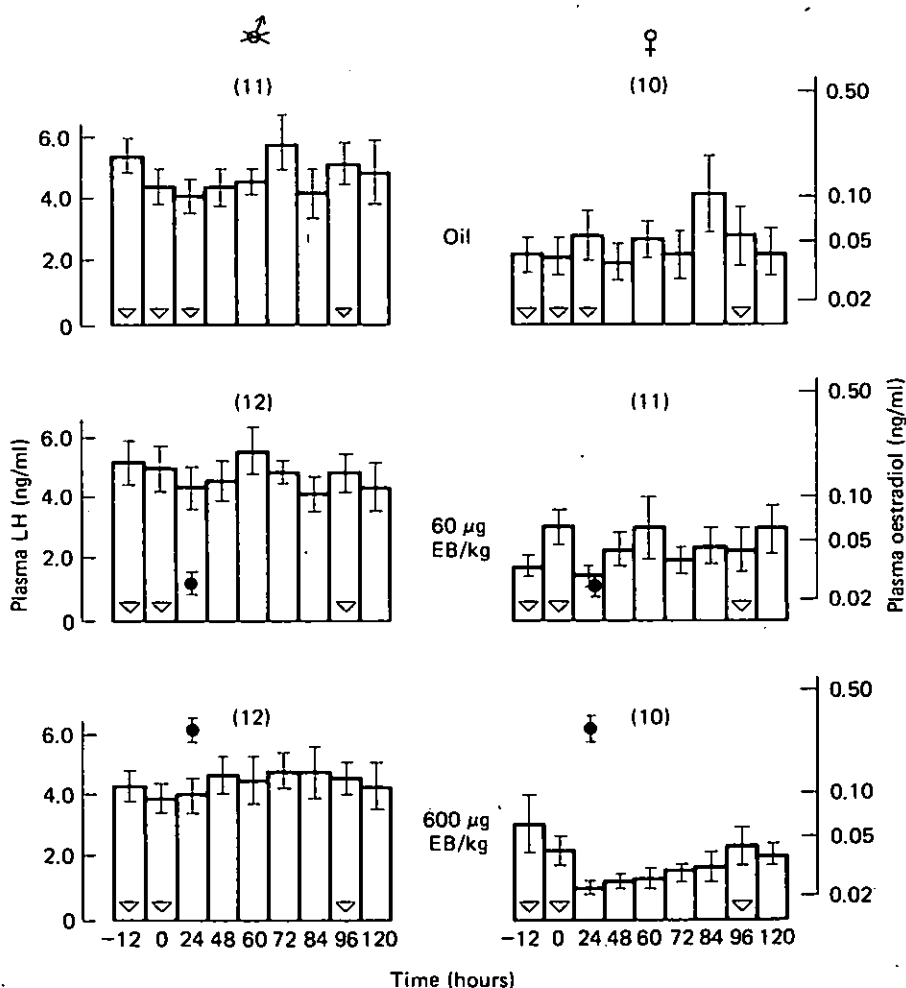 ♀
(11) (10)
6.0
4.0
2.0
0
Oil
0.50
0.10
0.05
0.02
(12) (11)
6.0
4.0
2.0
0
60 µg
EB/kg
0.50
0.10
0.05
0.02
Plasma LH (ng/ml)
Plasma oestradiol (ng/ml)
(12) (10)
6.0
4.0
2.0
0
600 µg
EB/kg
0.50
0.10
0.05
0.02
−12 0 24 48 60 72 84 96 120
−12 0 24 48 60 72 84 96 120
Time (hours)